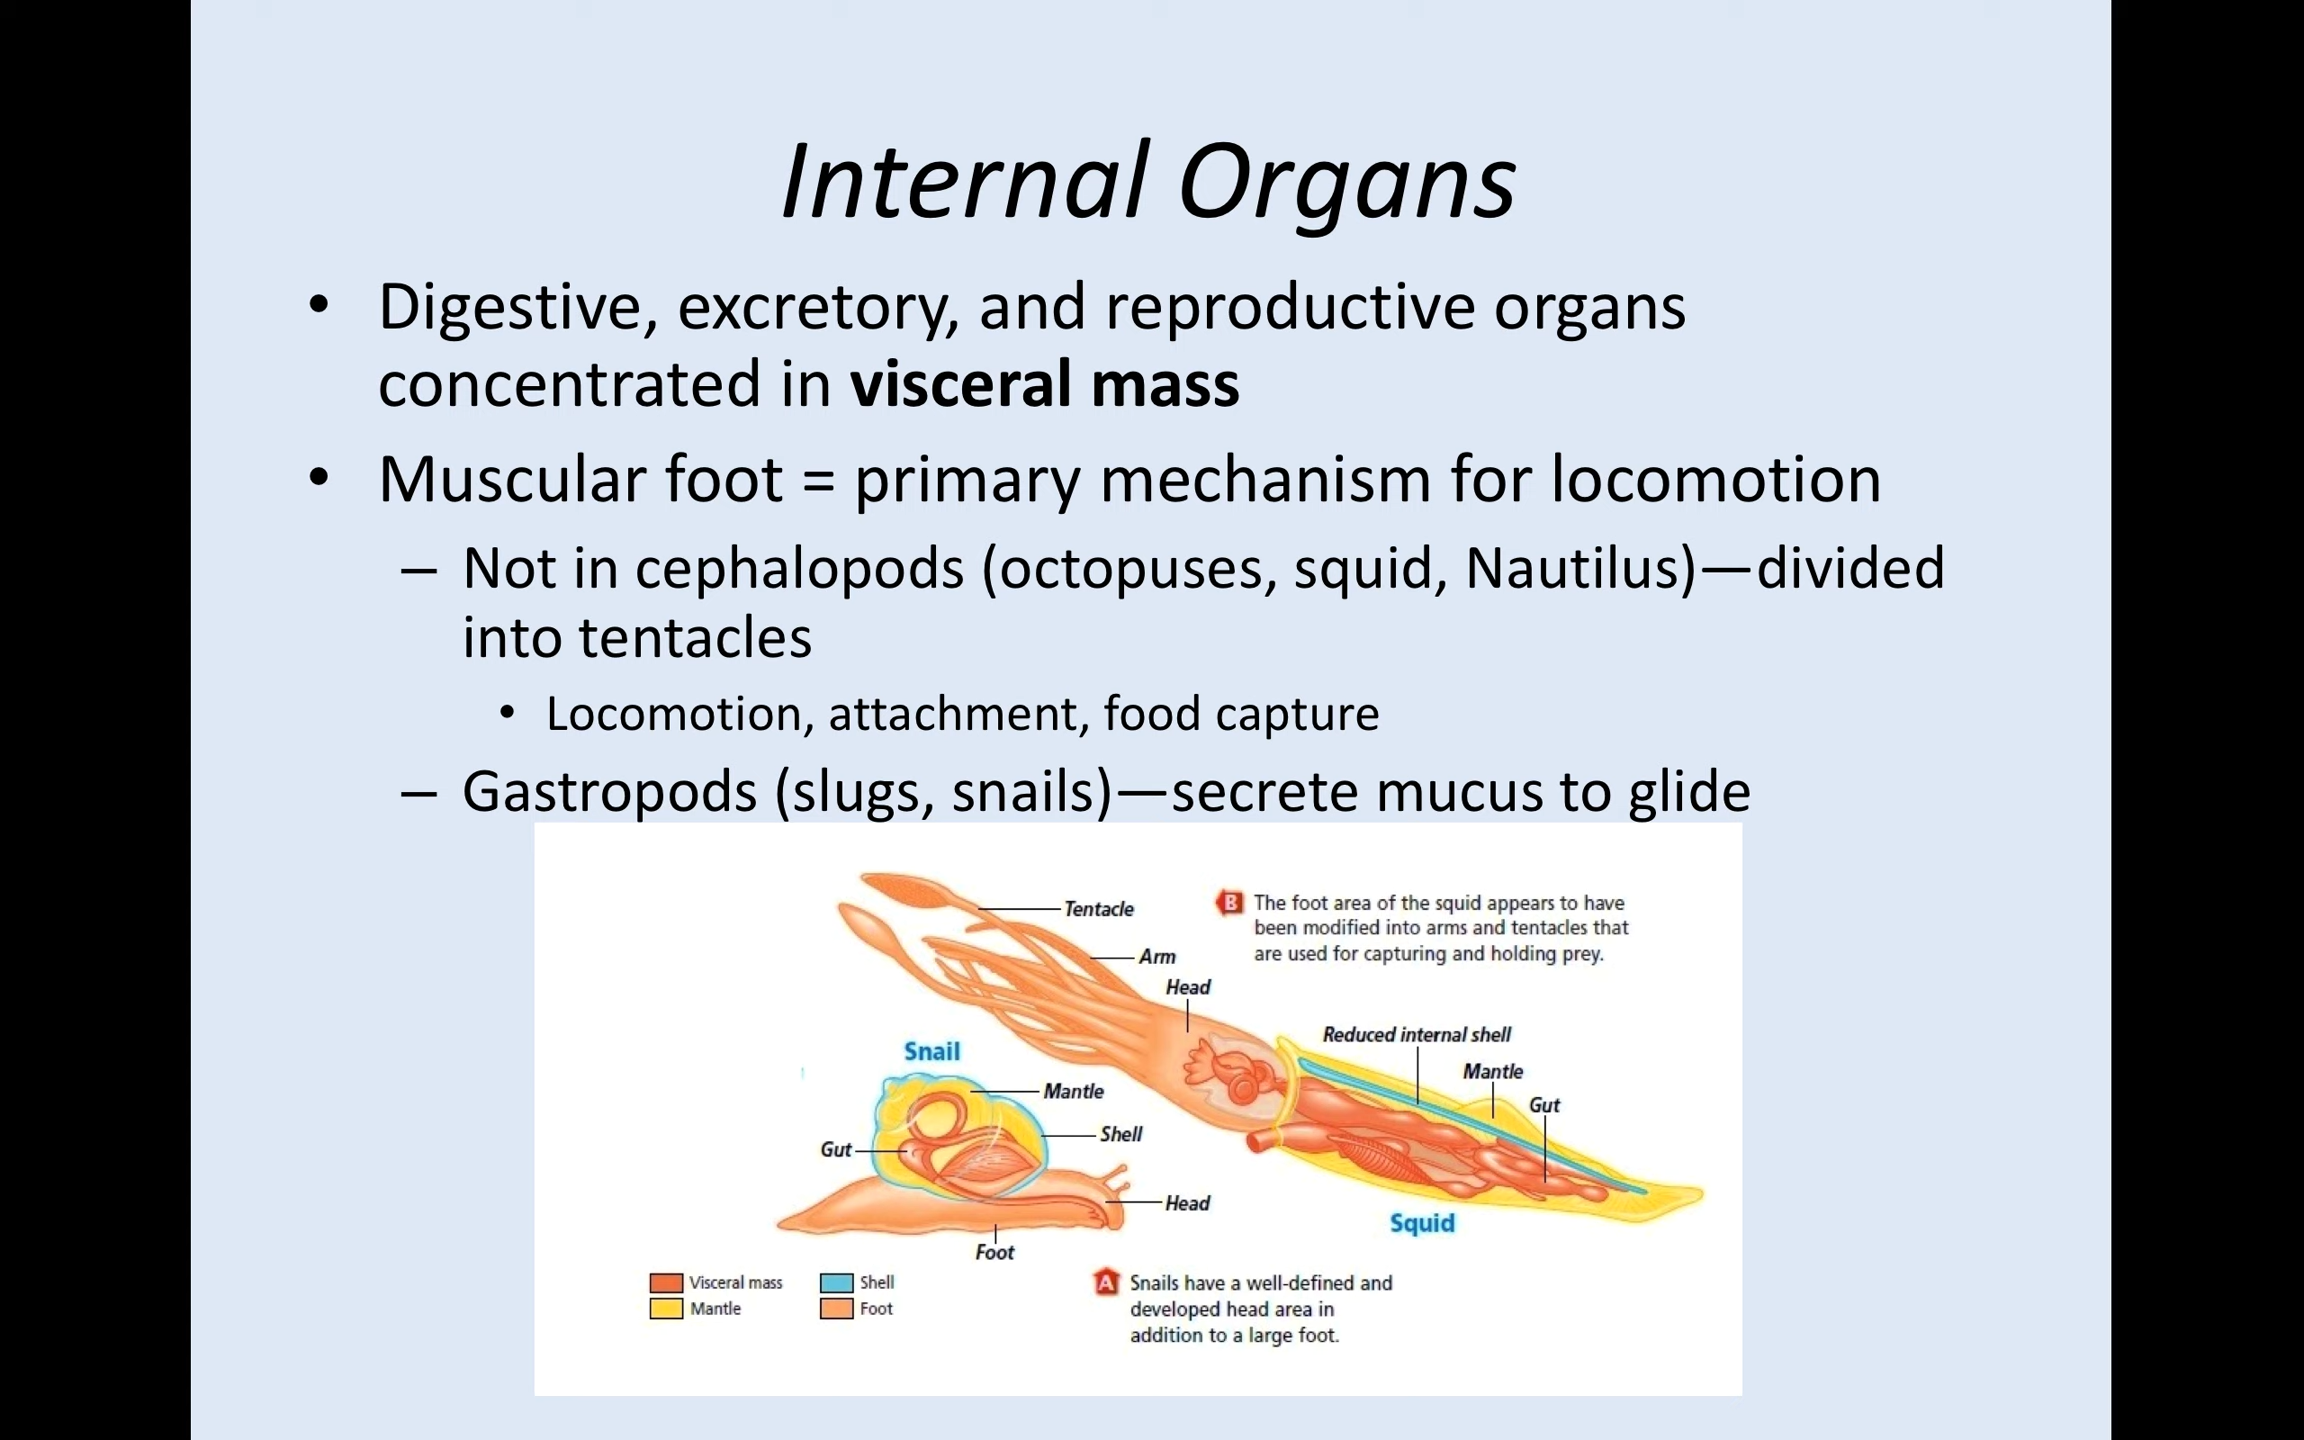 Internal Organs
• Digestive, excretory, and reproductive organs
concentrated in visceral mass
• Muscular foot = primary mechanism for locomotion
– Not in cephalopods (octopuses, squid, Nautilus)—divided
into tentacles
• Locomotion, attachment, food capture
– Gastropods (slugs, snails)—secrete mucus to glide
Tentacle
B The foot area of the squid appears to have
been modified into arms and tentacles that
are used for capturing and holding prey.
Arm
Head
Reduced internal shell
Mantle
Gut
Squid
Snail
Mantle
Shell
Gut
Head
Foot
Visceral mass
Mantle
Shell
Foot
A Snails have a well-defined and
developed head area in
addition to a large foot.